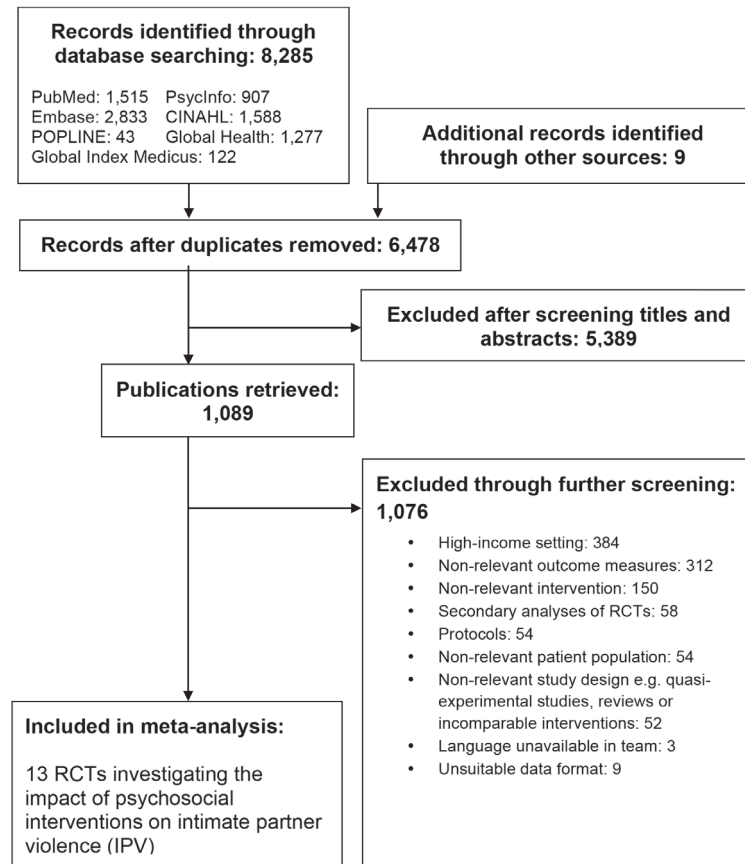 Records identified through
database searching: 8,285
PubMed: 1,515 PsycInfo: 907
Embase: 2,833 CINAHL: 1,588
POPLINE: 43 Global Health: 1,277
Global Index Medicus: 122
Additional records identified
through other sources: 9
Records after duplicates removed: 6,478
Excluded after screening titles and
abstracts: 5,389
Publications retrieved:
1,089
Excluded through further screening:
1,076
• High-income setting: 384
• Non-relevant outcome measures: 312
• Non-relevant intervention: 150
• Secondary analyses of RCTs: 58
• Protocols: 54
• Non-relevant patient population: 54
• Non-relevant study design e.g. quasi-
experimental studies, reviews or
incomparable interventions: 52
• Language unavailable in team: 3
• Unsuitable data format: 9
Included in meta-analysis:
13 RCTs investigating the
impact of psychosocial
interventions on intimate partner
violence (IPV)